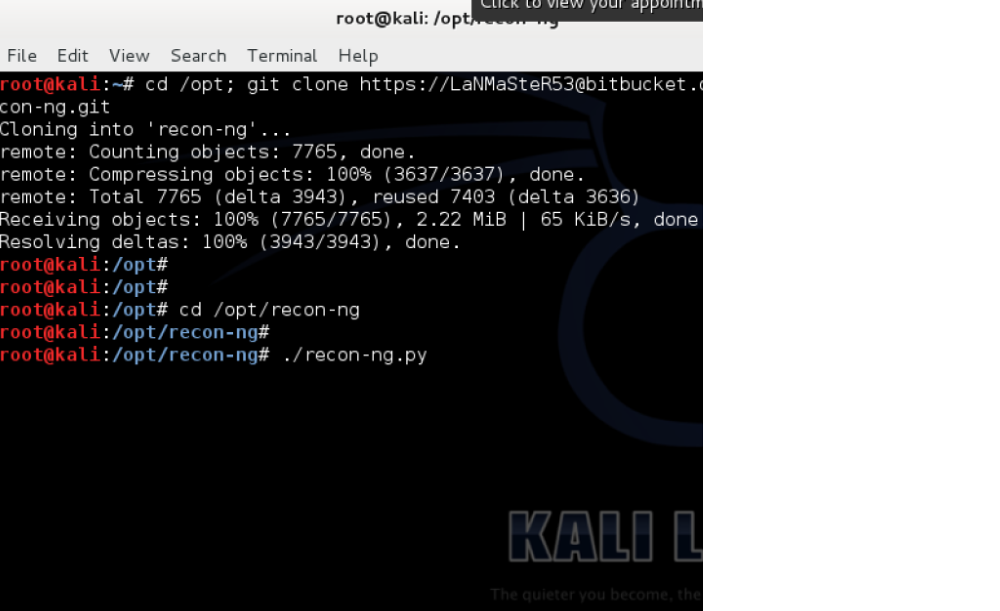 Click to view your
root@kali: /opt/recon-ng
File Edit View Search Terminal Help
root@kali:~# cd /opt; git clone https://LaNMaSteR53@bitbucket.
con-ng.git
Cloning into 'recon-ng'...
remote: Counting objects: 7765, done.
remote: Compressing objects: 100% (3637/3637), done.
remote: Total 7765 (delta 3943), reused 7403 (delta 3636)
Receiving objects: 100% (7765/7765), 2.22 MiB | 65 KiB/s, done
Resolving deltas: 100% (3943/3943), done.
root@kali:/opt#
root@kali:/opt#
root@kali:/opt# cd /opt/recon-ng
root@kali:/opt/recon-ng#
root@kali:/opt/recon-ng# ./recon-ng.py
KALI L
The quieter you become, the